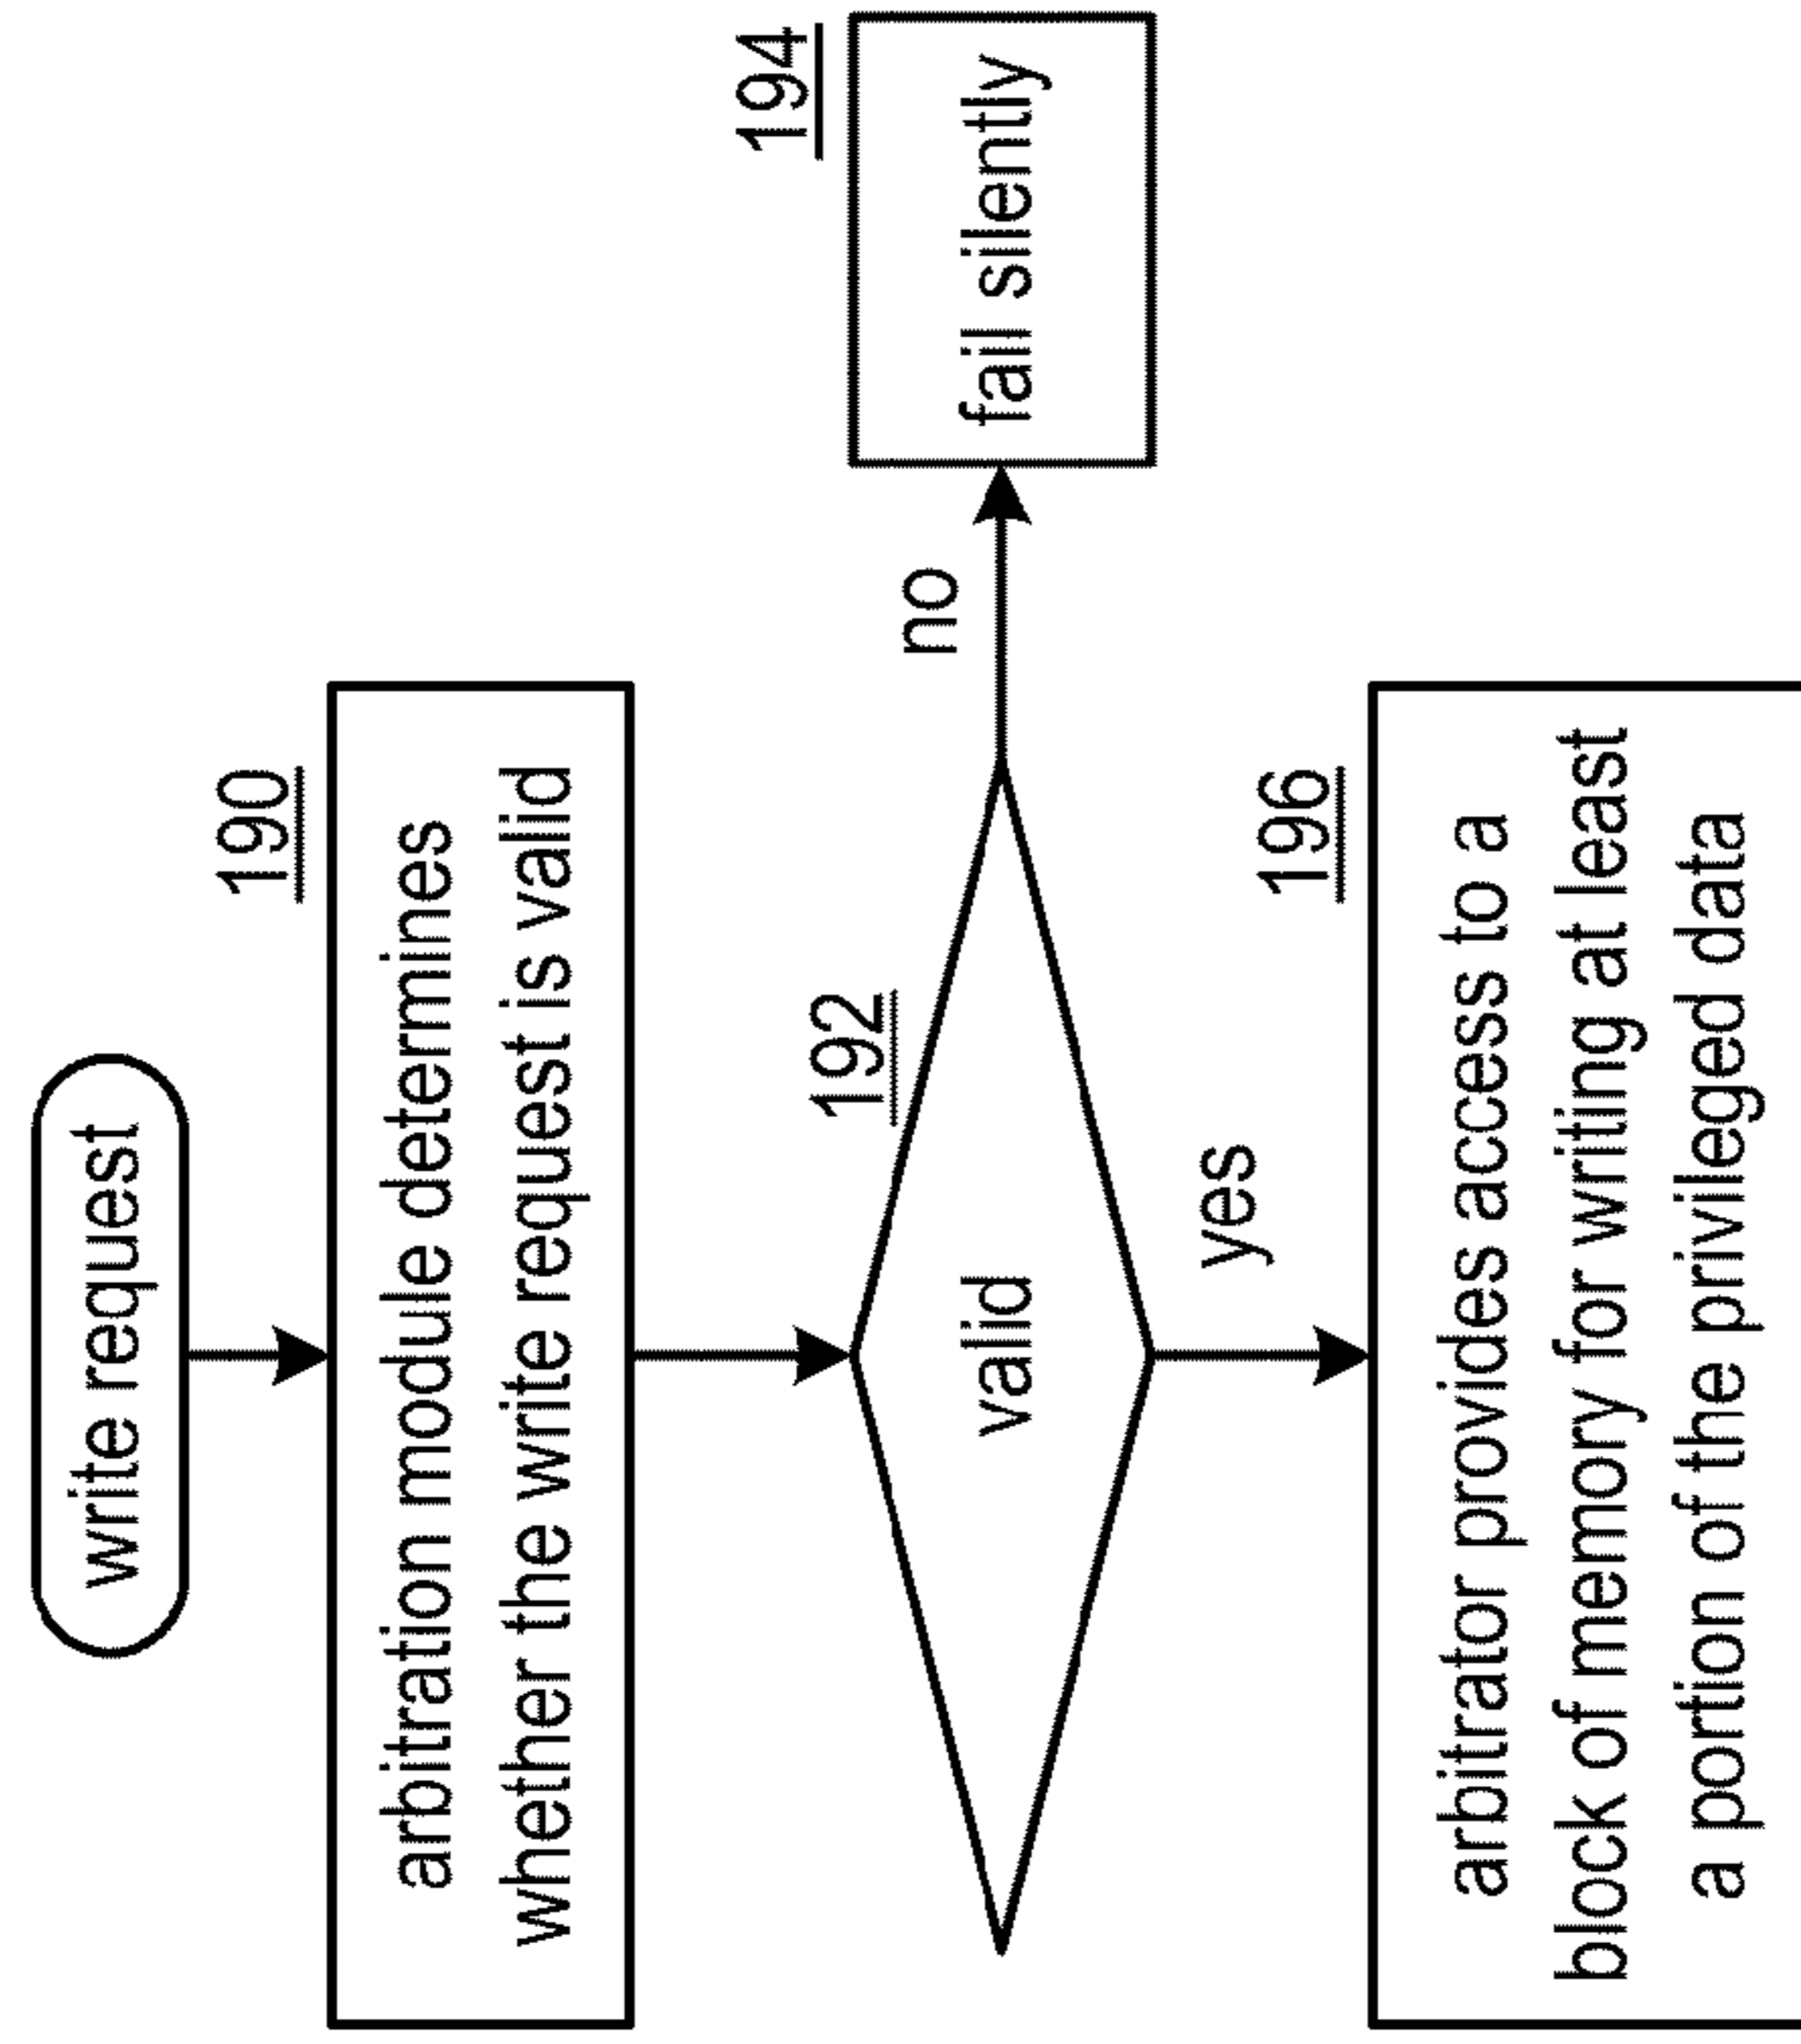 write request
190
arbitration module determines
whether the write request is valid
192
valid
no
194
fail silently
yes
196
arbitrator provides access to a
block of memory for writing at least
a portion of the privileged data